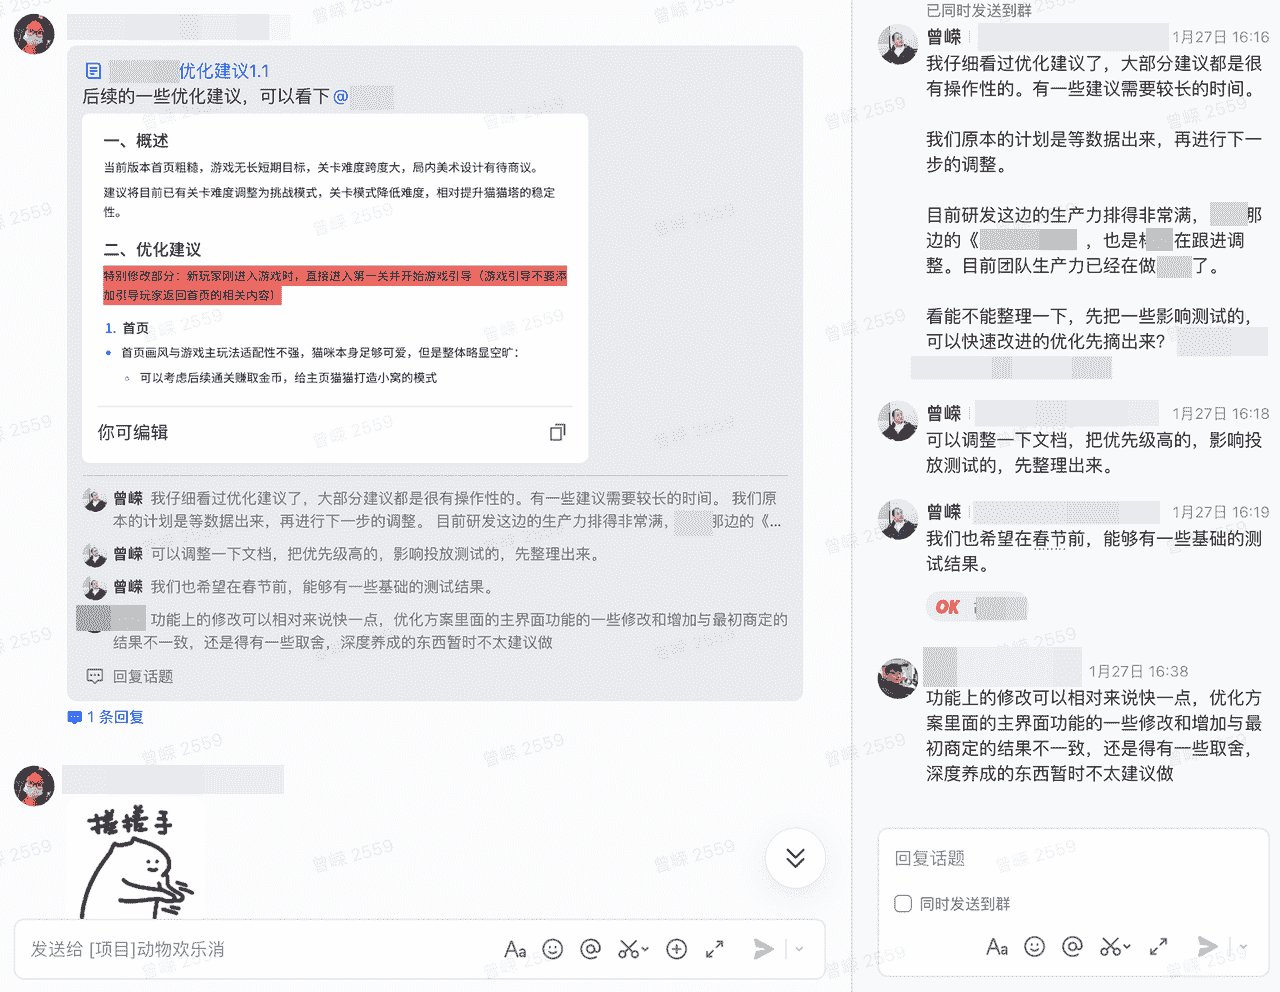 优化建议1.1
后续的一些优化建议，可以看下@
一、概述
当前版本首页粗糙，游戏无长短期目标，关卡难度跨度大，局内美术设计有待商议。
建议将目前已有关卡难度调整为挑战模式，关卡模式降低难度，相对提升猫猫塔的稳定
性。
二、优化建议
特别修改部分：新玩家刚进入游戏时，直接进入第一关并开始游戏引导（游戏引导不要添
加引导玩家返回首页的相关内容）
1. 首页
• 首页画风与游戏主玩法适配性不强，猫咪本身足够可爱，但是整体略显空旷：
◦ 可以考虑后续通关赚取金币，给主页猫猫打造小窝的模式
你可编辑
曾嵘 我仔细看过优化建议了，大部分建议都是很有操作性的。有一些建议需要较长的时间。 我们原
本的计划是等数据出来，再进行下一步的调整。 目前研发这边的生产力排得非常满，那边的《...
曾嵘 可以调整一下文档，把优先级高的，影响投放测试的，先整理出来。
曾嵘 我们也希望在春节前，能够有一些基础的测试结果。
功能上的修改可以相对来说快一点，优化方案里面的主界面功能的一些修改和增加与最初商定的
结果不一致，还是得有一些取舍，深度养成的东西暂时不太建议做
回复话题
1 条回复
搓搓手
发送给 [项目]动物欢乐消
Aa
已同时发送到群
曾嵘 1月27日 16:16
我仔细看过优化建议了，大部分建议都是很
有操作性的。有一些建议需要较长的时间。
我们原本的计划是等数据出来，再进行下一
步的调整。
目前研发这边的生产力排得非常满，那
边的《，也是在跟进调
整。目前团队生产力已经在做了。
看能不能整理一下，先把一些影响测试的，
可以快速改进的优化先摘出来？
曾嵘 1月27日 16:18
可以调整一下文档，把优先级高的，影响投
放测试的，先整理出来。
曾嵘 1月27日 16:19
我们也希望在春节前，能够有一些基础的测
试结果。
OK
1月27日 16:38
功能上的修改可以相对来说快一点，优化方
案里面的主界面功能的一些修改和增加与最
初商定的结果不一致，还是得有一些取舍，
深度养成的东西暂时不太建议做
回复话题
同时发送到群
Aa
曾嵘 2559